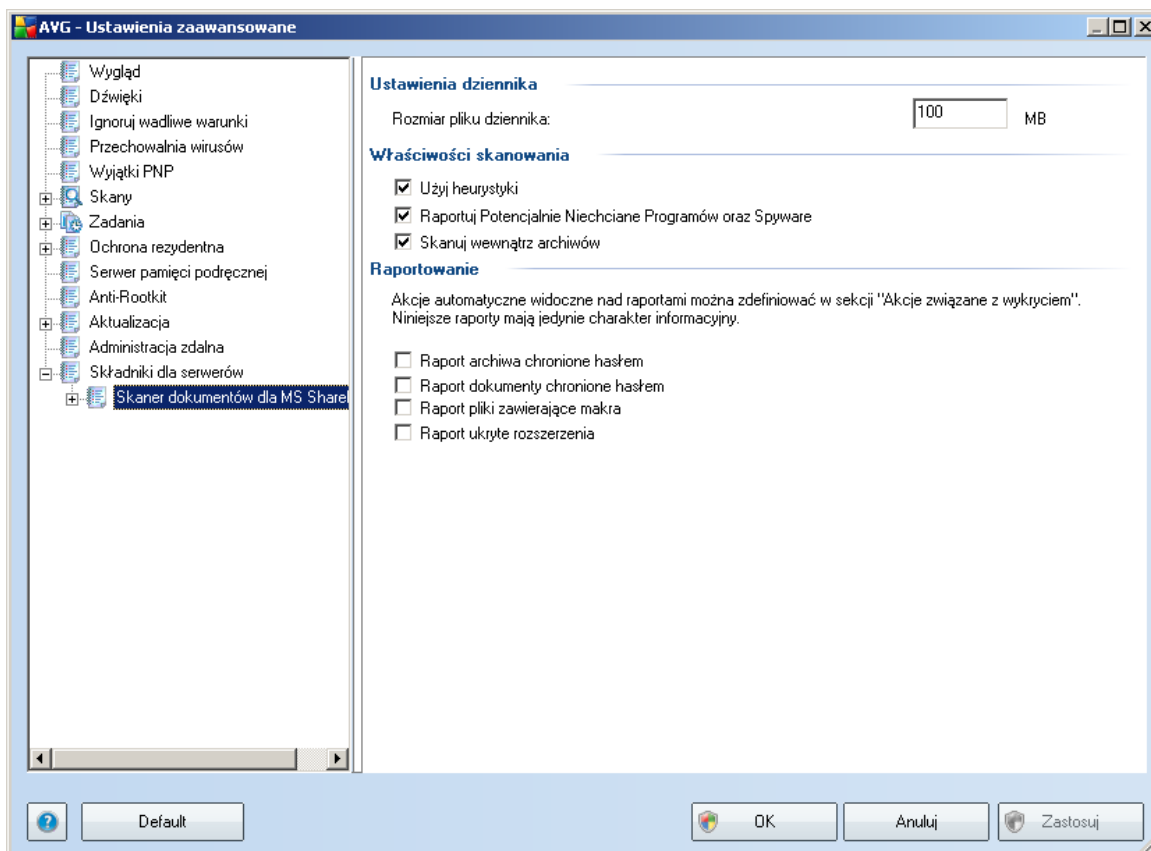 AVG - Ustawienia zaawansowane
Wygląd
Dźwięki
Ignoruj wadliwe warunki
Przechowalnia wirusów
Wyjątki PNP
Skany
Zadania
Ochrona rezydentna
Serwer pamięci podręcznej
Anti-Rootkit
Aktualizacja
Administracja zdalna
Składniki dla serwerów
Skaner dokumentów dla MS Share
Ustawienia dziennika
Rozmiar pliku dziennika: 100 MB
Właściwości skanowania
Użyj heurystyki
Raportuj Potencjalnie Niechciane Programów oraz Spyware
Skanuj wewnątrz archiwów
Raportowanie
Akcje automatyczne widoczne nad raportami można zdefiniować w sekcji "Akcje związane z wykryciem".
Niniejsze raporty mają jedynie charakter informacyjny.
Raport archiwa chronione hasłem
Raport dokumenty chronione hasłem
Raport pliki zawierające makra
Raport ukryte rozszerzenia
? Default OK Anuluj Zastosuj